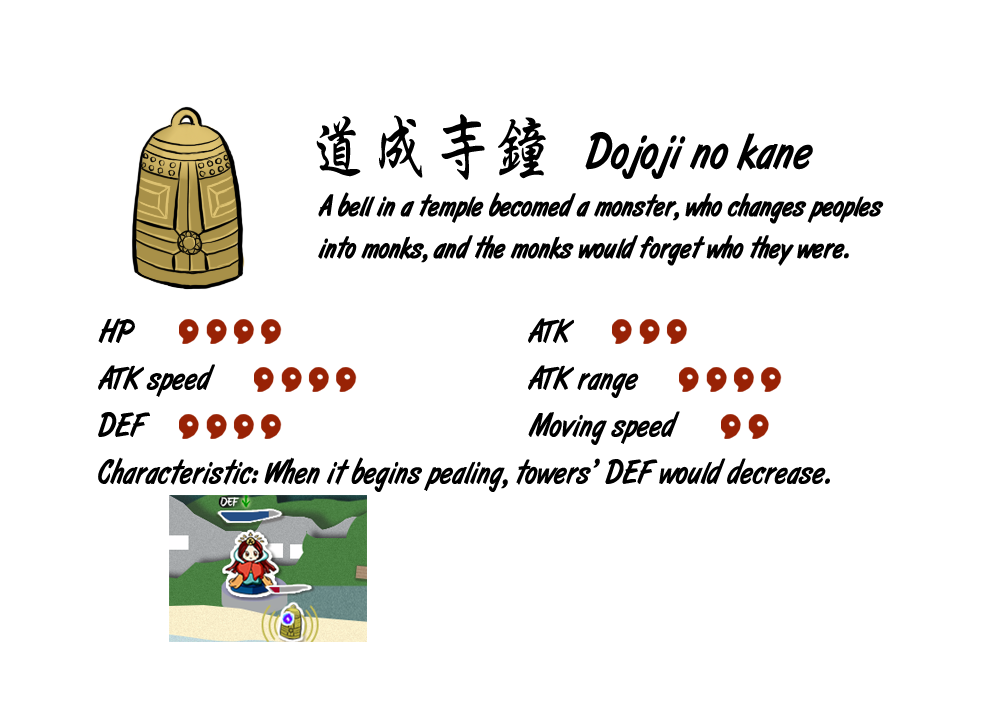 道成寺鐘 Dojoji no kane
A bell in a temple becomed a monster, who changes peoples
into monks, and the monks would forget who they were.
HP ATK
ATK speed ATK range
DEF Moving speed
Characteristic: When it begins pealing, towers’ DEF would decrease.
DEF